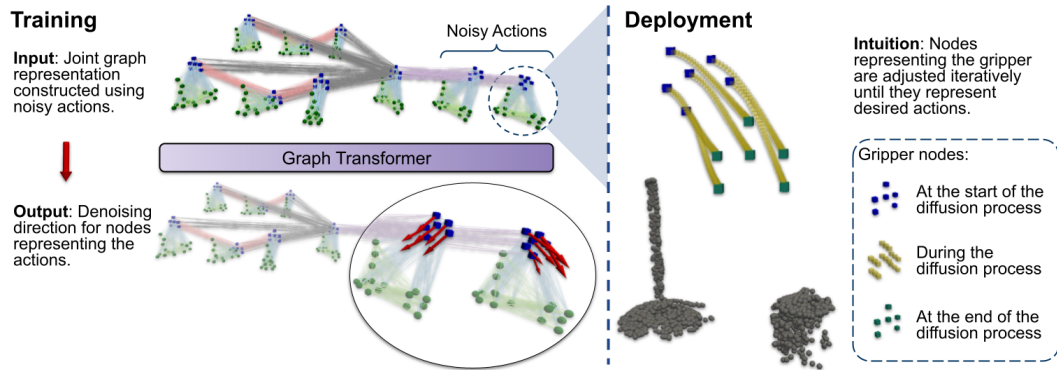 Training
Input: Joint graph
representation
constructed using
noisy actions.
Noisy Actions
Graph Transformer
Output: Denoising
direction for nodes
representing the
actions.
Deployment
Intuition: Nodes
representing the gripper
are adjusted iteratively
until they represent
desired actions.
Gripper nodes:
At the start of the
diffusion process
During the
diffusion process
At the end of the
diffusion process